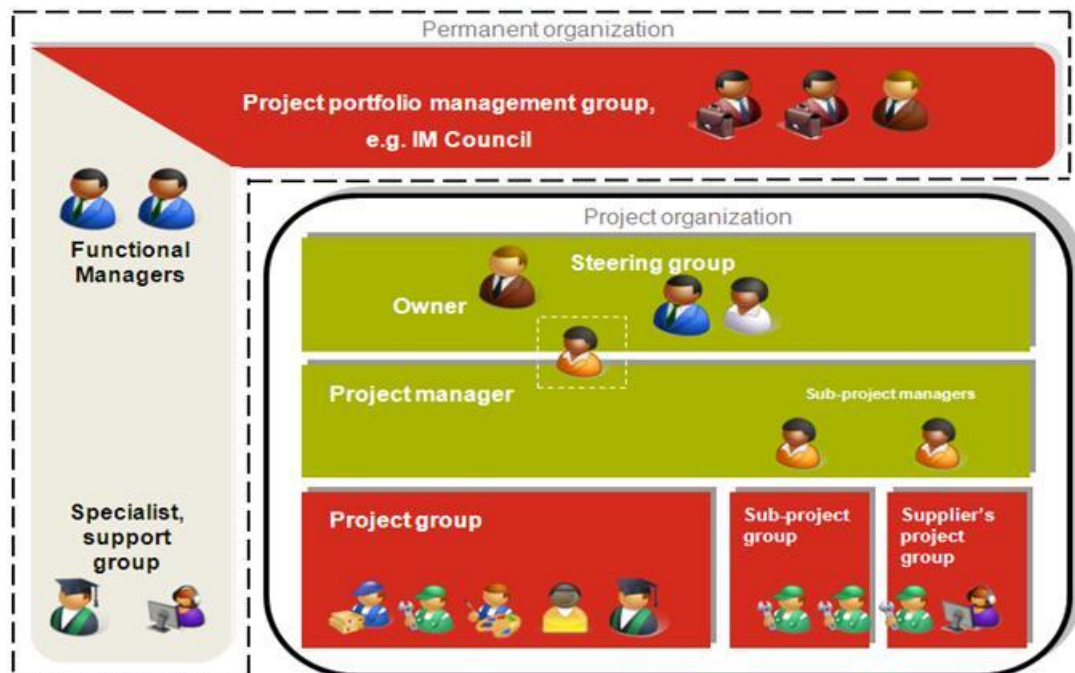 Permanent organization
Project portfolio management group,
e.g. IM Council
Functional
Managers
Specialist,
support
group
Project organization
Steering group
Owner
Project manager
Sub-project managers
Project group
Sub-project
group
Supplier's
project
group